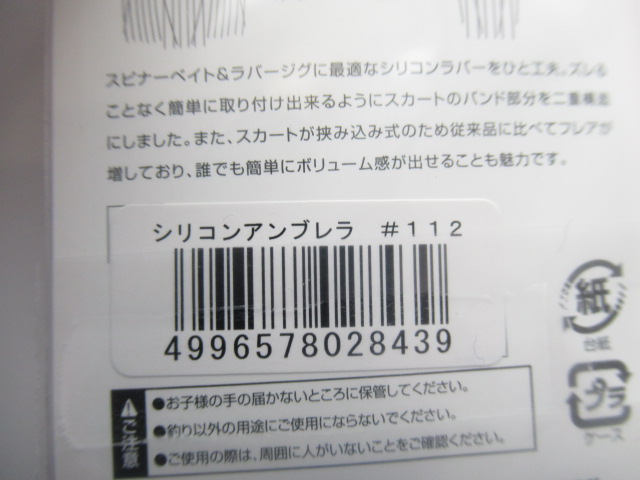 スピナーベイト&ラバージグに最適なシリコンラバーをひと工夫。ズレる
ことなく簡単に取り付け出来るようにスカートのバンド部分を二重構造
にしました。また、スカートが挟み込み式のため従来品に比べてフレアが
増しており、誰でも簡単にボリューム感が出せることも魅力です。
シリコンアンブレラ #112
4996578028439
ご注意
●お子様の手の届かないところに保管してください。
●釣り以外の用途にご使用にならないでください。
●ご使用の際は、周囲に人がいないことをご確認ください。
紙
台紙
プラ
ケース